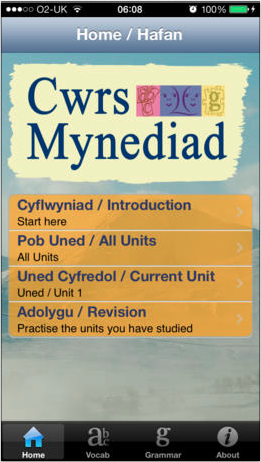 O2-UK 06:08 100%
Home / Hafan
Cwrs g
Mynediad
Cyflwyniad / Introduction
Start here
Pob Uned / All Units
All Units
Uned Cyfredol / Current Unit
Uned / Unit 1
Adolygu / Revision
Practise the units you have studied
abc g i
Home Vocab Grammar About